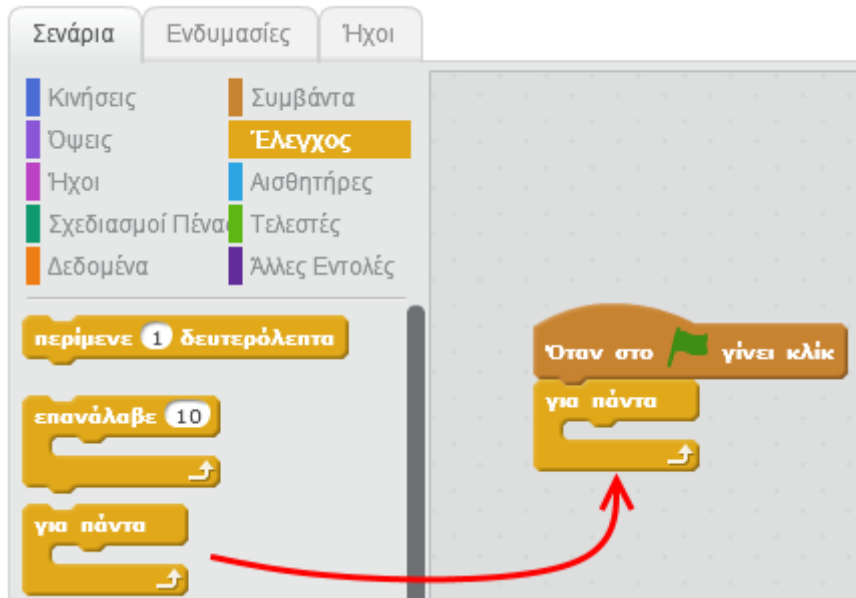 Σενάρια Ενδυμασίες Ήχοι
Κινήσεις Συμβάντα
Όψεις Έλεγχος
Ήχοι Αισθητήρες
Σχεδιασμοί Πένας Τελεστές
Δεδομένα Άλλες Εντολές
περίμενε 1 δευτερόλεπτα
επανάλαβε 10
για πάντα
Όταν στο γίνει κλίκ
για πάντα